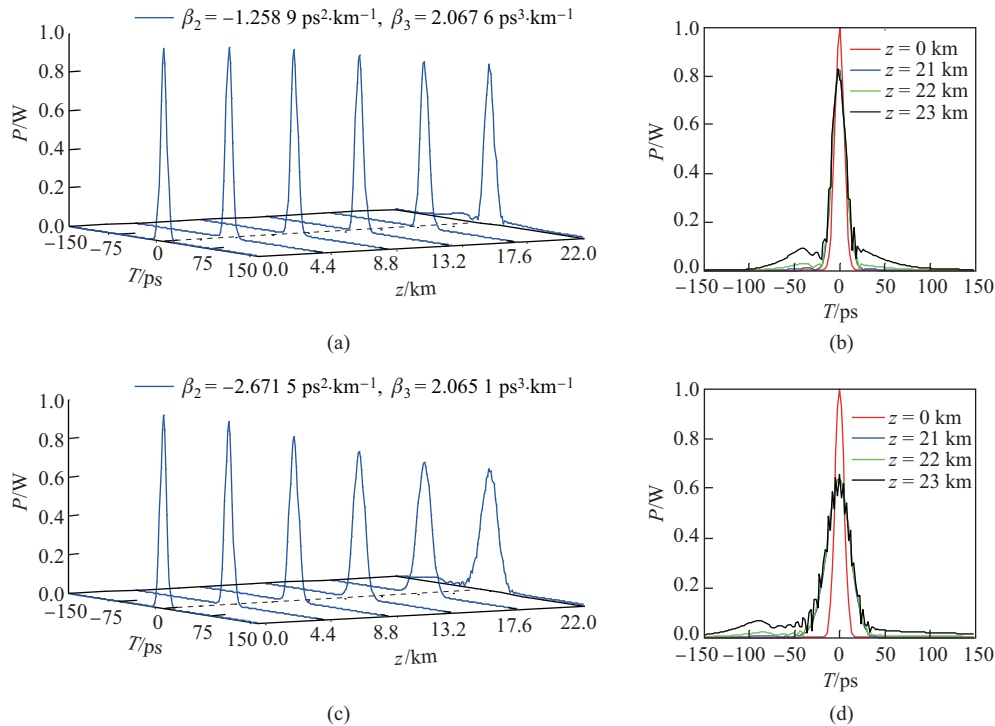 β₂ = −1.258 9 ps²·km⁻¹, β₃ = 2.067 6 ps³·km⁻¹
1.0
0.8
0.6
0.4
0.2
0.0
P/W
−150
−75
0
75
150
T/ps
0.0
4.4
8.8
13.2
17.6
22.0
z/km
(a)
1.0
0.8
0.6
0.4
0.2
0.0
P/W
z = 0 km
z = 21 km
z = 22 km
z = 23 km
−150 −100 −50 0 50 100 150
T/ps
(b)
β₂ = −2.671 5 ps²·km⁻¹, β₃ = 2.065 1 ps³·km⁻¹
1.0
0.8
0.6
0.4
0.2
0.0
P/W
−150
−75
0
75
150
T/ps
0.0
4.4
8.8
13.2
17.6
22.0
z/km
(c)
1.0
0.8
0.6
0.4
0.2
0.0
P/W
z = 0 km
z = 21 km
z = 22 km
z = 23 km
−150 −100 −50 0 50 100 150
T/ps
(d)